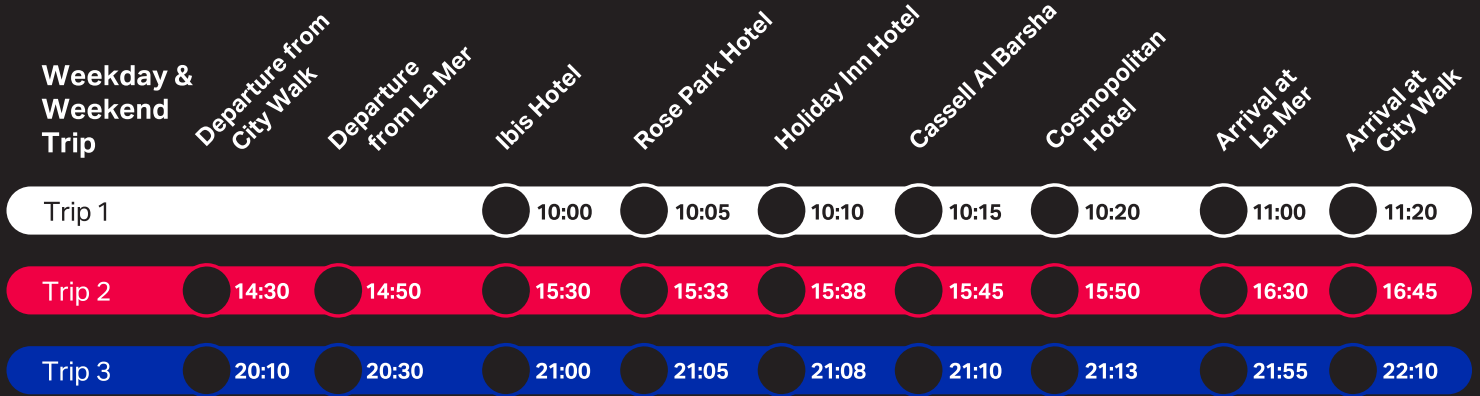 Weekday &
Weekend
Trip
Departure from
City Walk
Departure
from La Mer
Ibis Hotel
Rose Park Hotel
Holiday Inn Hotel
Cassell Al Barsha
Cosmopolitan
Hotel
Arrival at
La Mer
Arrival at
City Walk
Trip 1 10:00 10:05 10:10 10:15 10:20 11:00 11:20
Trip 2 14:30 14:50 15:30 15:33 15:38 15:45 15:50 16:30 16:45
Trip 3 20:10 20:30 21:00 21:05 21:08 21:10 21:13 21:55 22:10